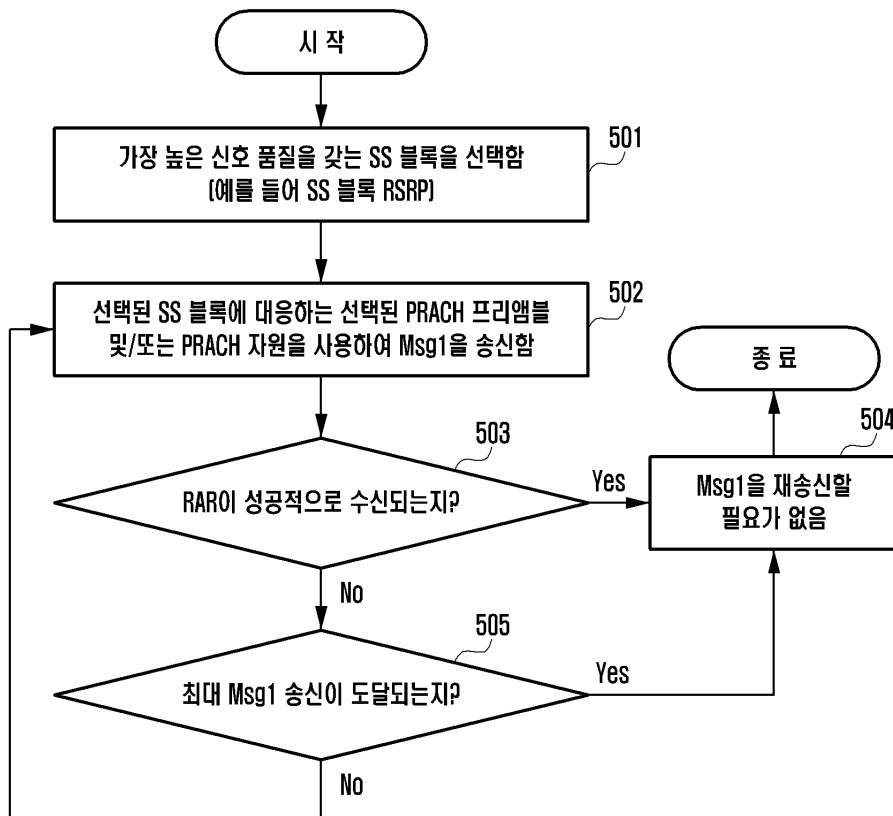 시 작
가장 높은 신호 품질을 갖는 SS 블록을 선택함
(예를 들어 SS 블록 RSRP)
501
선택된 SS 블록에 대응하는 선택된 PRACH 프리앰블
및/또는 PRACH 자원을 사용하여 Msg1을 송신함
502
종 료
RAR이 성공적으로 수신되는지?
503
Yes
Msg1을 재송신할
필요가 없음
504
No
최대 Msg1 송신이 도달되는지?
505
Yes
No